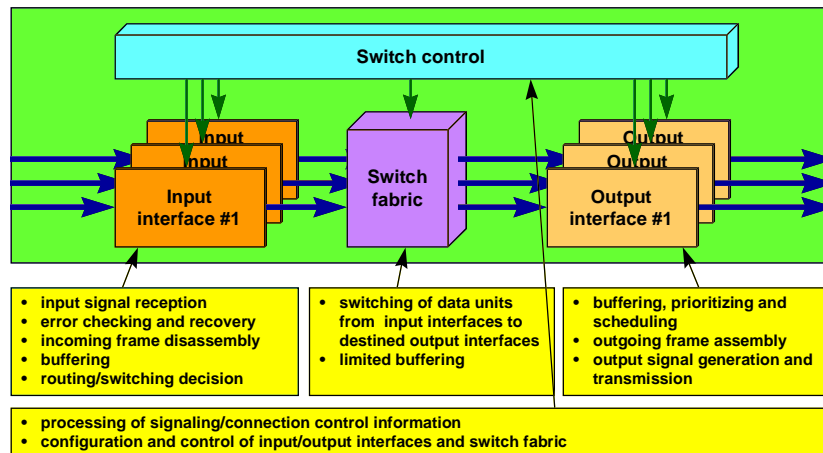 Switch control
Input
Input
Input
interface #1
Switch
fabric
Output
Output
Output
interface #1
• input signal reception
• error checking and recovery
• incoming frame disassembly
• buffering
• routing/switching decision
• switching of data units
from input interfaces to
destined output interfaces
• limited buffering
• buffering, prioritizing and
scheduling
• outgoing frame assembly
• output signal generation and
transmission
• processing of signaling/connection control information
• configuration and control of input/output interfaces and switch fabric